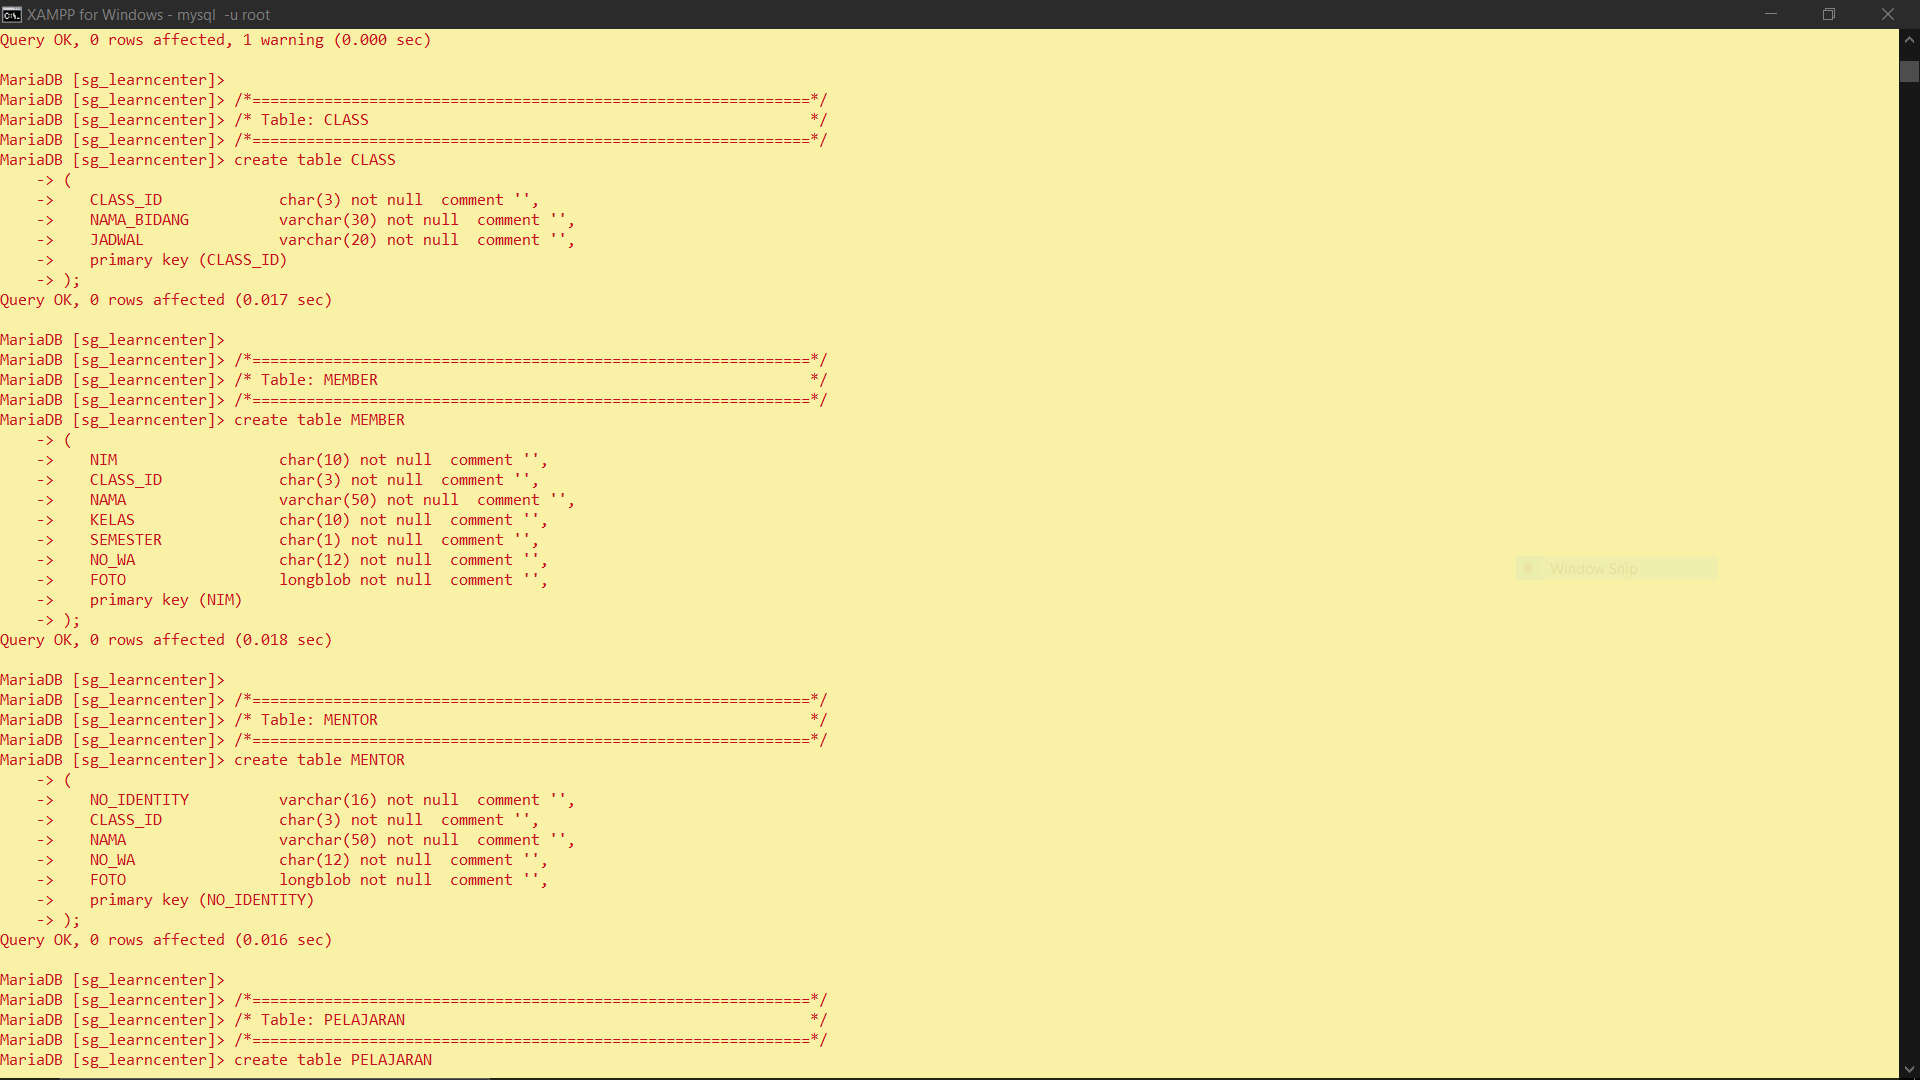 XAMPP for Windows - mysql  -u root
Query OK, 0 rows affected, 1 warning (0.000 sec)
MariaDB [sg_learncenter]>
MariaDB [sg_learncenter]> /*==============================================================*/
MariaDB [sg_learncenter]> /* Table: CLASS                                                 */
MariaDB [sg_learncenter]> /*==============================================================*/
MariaDB [sg_learncenter]> create table CLASS
    -> (
    ->    CLASS_ID             char(3) not null  comment '',
    ->    NAMA_BIDANG          varchar(30) not null  comment '',
    ->    JADWAL               varchar(20) not null  comment '',
    ->    primary key (CLASS_ID)
    -> );
Query OK, 0 rows affected (0.017 sec)
MariaDB [sg_learncenter]>
MariaDB [sg_learncenter]> /*==============================================================*/
MariaDB [sg_learncenter]> /* Table: MEMBER                                                */
MariaDB [sg_learncenter]> /*==============================================================*/
MariaDB [sg_learncenter]> create table MEMBER
    -> (
    ->    NIM                  char(10) not null  comment '',
    ->    CLASS_ID             char(3) not null  comment '',
    ->    NAMA                 varchar(50) not null  comment '',
    ->    KELAS                char(10) not null  comment '',
    ->    SEMESTER             char(1) not null  comment '',
    ->    NO_WA                char(12) not null  comment '',
    ->    FOTO                 longblob not null  comment '',
    ->    primary key (NIM)
    -> );
Window Snip
Query OK, 0 rows affected (0.018 sec)
MariaDB [sg_learncenter]>
MariaDB [sg_learncenter]> /*==============================================================*/
MariaDB [sg_learncenter]> /* Table: MENTOR                                                */
MariaDB [sg_learncenter]> /*==============================================================*/
MariaDB [sg_learncenter]> create table MENTOR
    -> (
    ->    NO_IDENTITY          varchar(16) not null  comment '',
    ->    CLASS_ID             char(3) not null  comment '',
    ->    NAMA                 varchar(50) not null  comment '',
    ->    NO_WA                char(12) not null  comment '',
    ->    FOTO                 longblob not null  comment '',
    ->    primary key (NO_IDENTITY)
    -> );
Query OK, 0 rows affected (0.016 sec)
MariaDB [sg_learncenter]>
MariaDB [sg_learncenter]> /*==============================================================*/
MariaDB [sg_learncenter]> /* Table: PELAJARAN                                             */
MariaDB [sg_learncenter]> /*==============================================================*/
MariaDB [sg_learncenter]> create table PELAJARAN